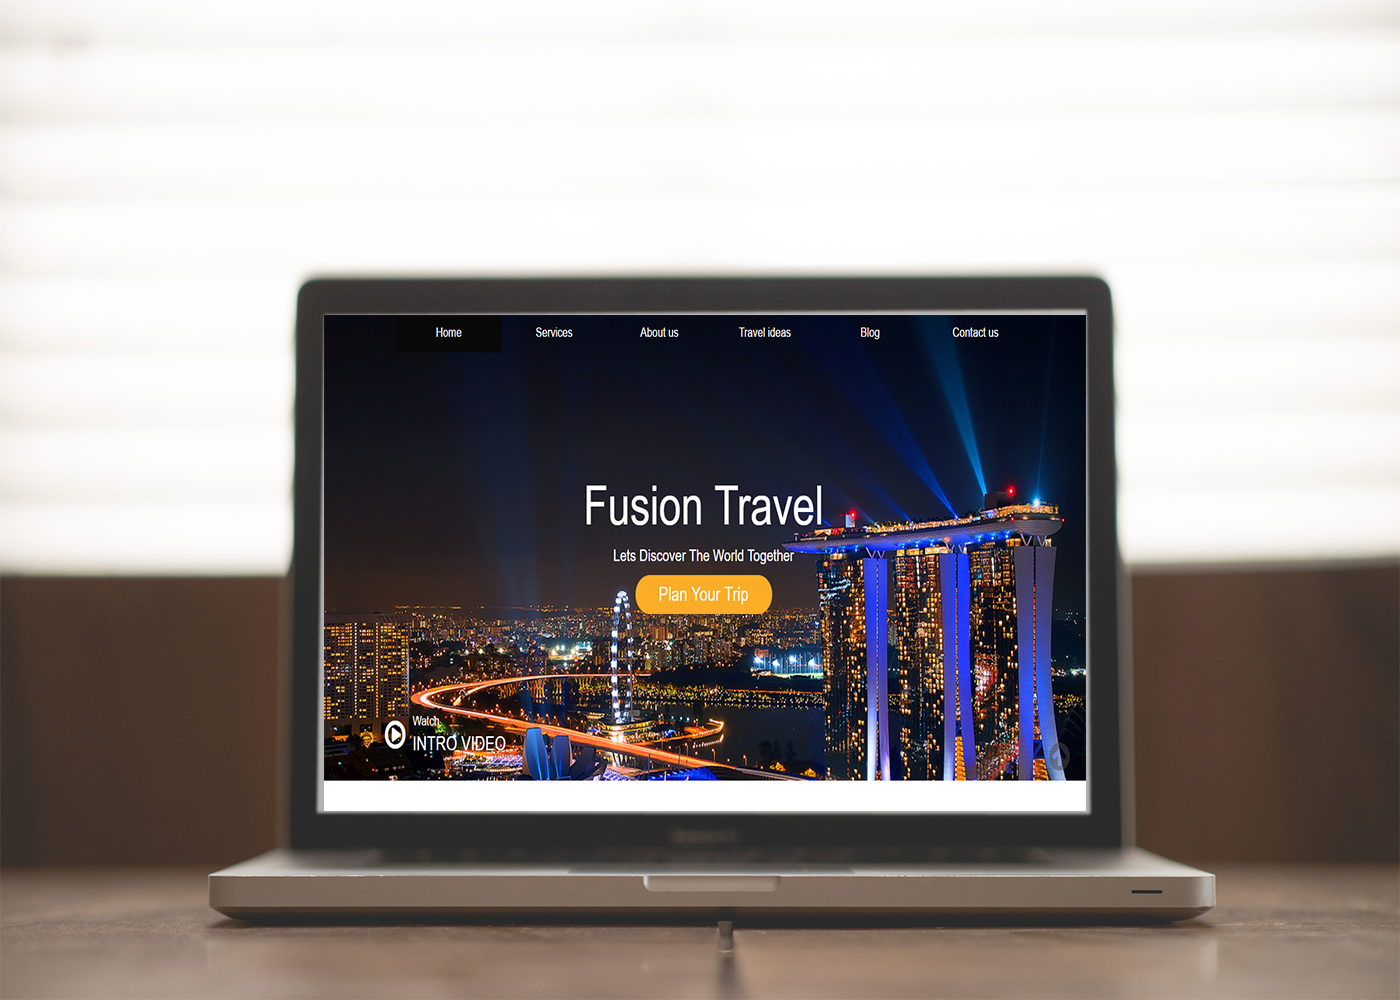 Home
Services
About us
Travel ideas
Blog
Contact us
Fusion Travel
Lets Discover The World Together
Plan Your Trip
Watch
INTRO VIDEO